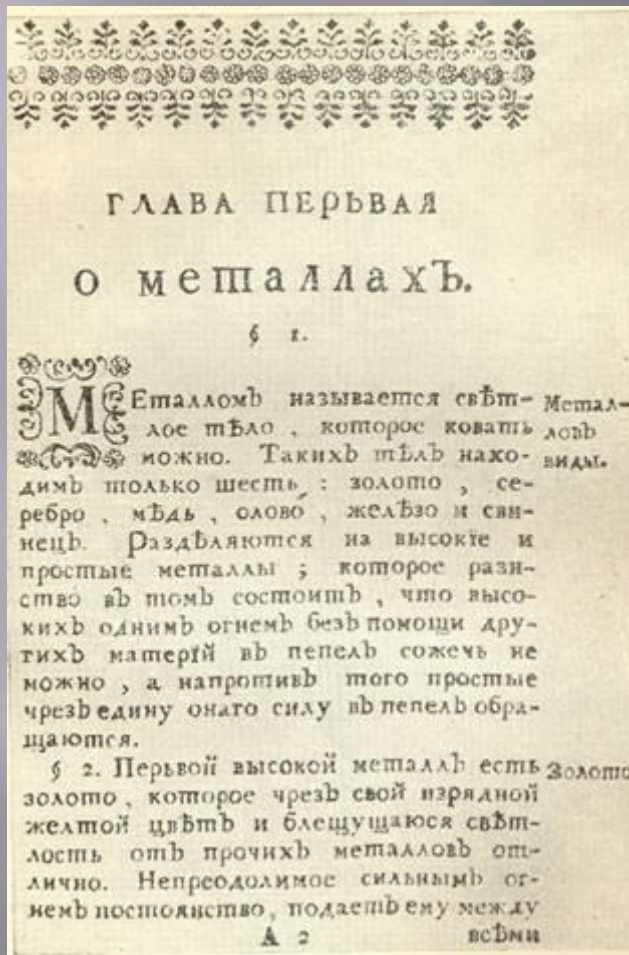 ГЛАВА ПЕРЬВАЯ
О МЕТАЛЛАХЪ.
§ 1.
МЕталломъ называется свѣт-
лое тѣло, которое ковать
можно. Такихъ тѣлъ нахо-
димъ только шесть: золото, се-
ребро, мѣдь, олово, желѣзо и сви-
нецъ. Раздѣляются на высокіе и
простые металлы; которое разн-
ство въ томъ состоитъ, что высо-
кихъ однимъ огнемъ безъ помощи дру-
гихъ матерій въ пепелъ сожечь не
можно, а напротивъ того простые
чрезъ едину онаго силу въ пепелъ обра-
щаются.
Метал-
ловъ
виды.
§ 2. Перьвой высокой металлъ есть
золото, которое чрезъ свой изрядной
желтой цвѣтъ и блещущаюся свѣт-
лость отъ прочихъ металловъ от-
лично. Непреодолимое сильнымъ ог-
немъ постоянство, подаетъ ему между
Золото
А 2
всѣми